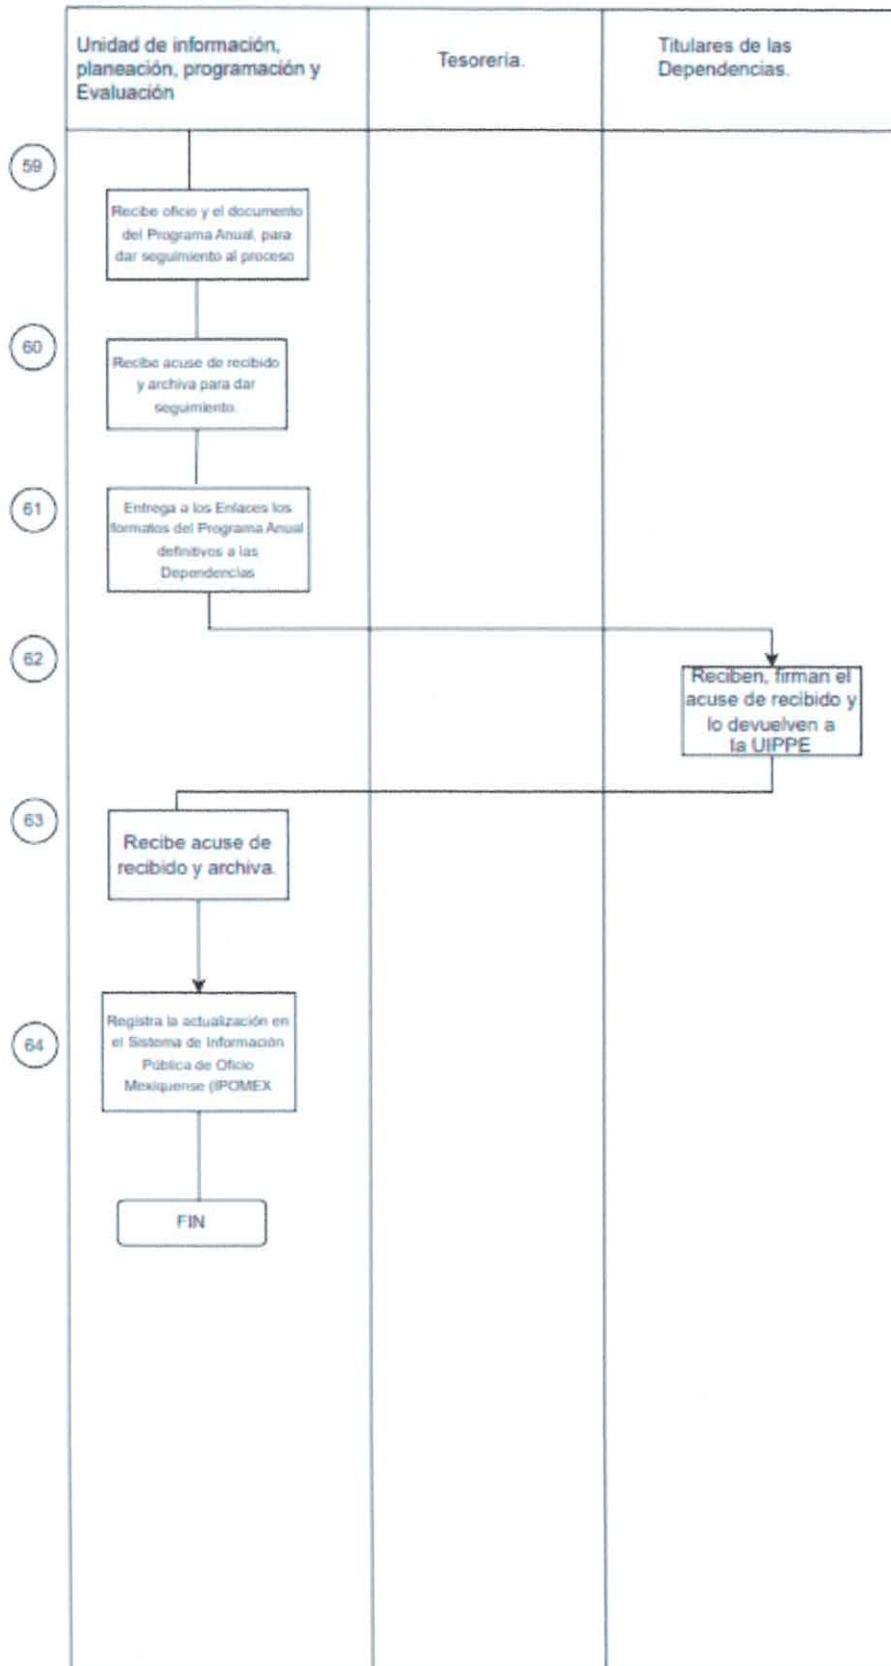 Unidad de información,
planeación, programación y
Evaluación
Tesorería.
Titulares de las
Dependencias.
59
Recibe oficio y el documento
del Programa Anual, para
dar seguimiento al proceso
60
Recibe acuse de recibido
y archiva para dar
seguimiento.
61
Entrega a los Enlaces los
formatos del Programa Anual
definitivos a las
Dependencias
62
Reciben, firman el
acuse de recibido y
lo devuelven a
la UIPPE
63
Recibe acuse de
recibido y archiva.
64
Registra la actualización en
el Sistema de Información
Pública de Oficio
Mexiquense (IPOMEX
FIN